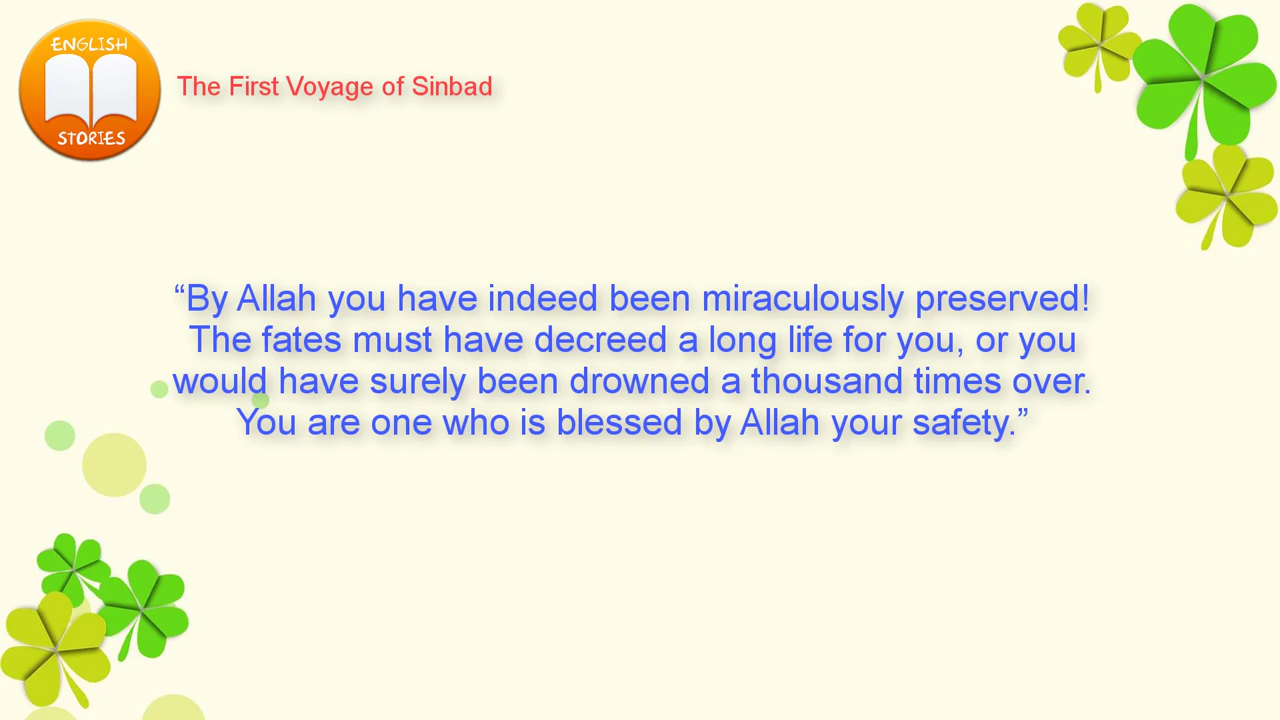 ENGLISH
STORIES
The First Voyage of Sinbad
“By Allah you have indeed been miraculously preserved!
The fates must have decreed a long life for you, or you
would have surely been drowned a thousand times over.
You are one who is blessed by Allah your safety.”